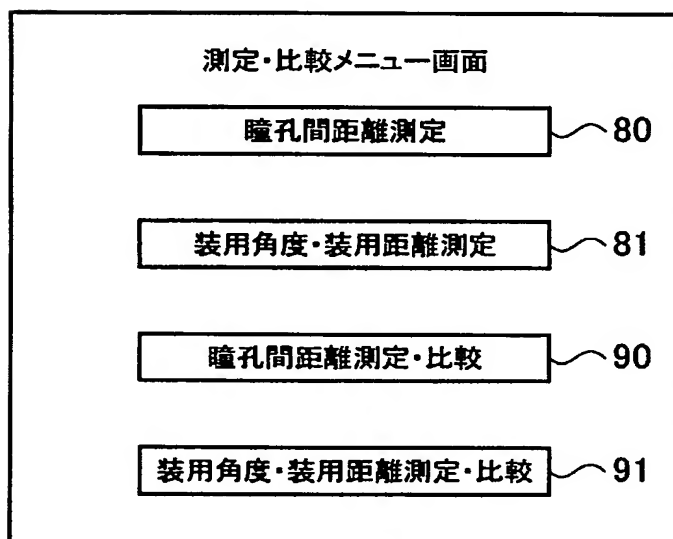 測定・比較メニュー画面
瞳孔間距離測定 80
装用角度・装用距離測定 81
瞳孔間距離測定・比較 90
装用角度・装用距離測定・比較 91